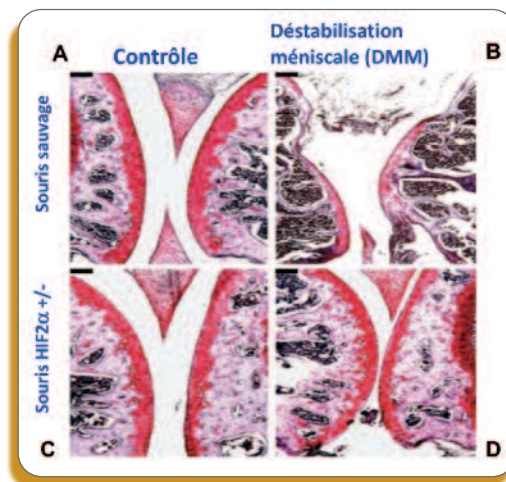 A
Contrôle
Déstabilisation
méniscale (DMM)
B
Souris sauvage
Souris HIF2α +/-
C
D